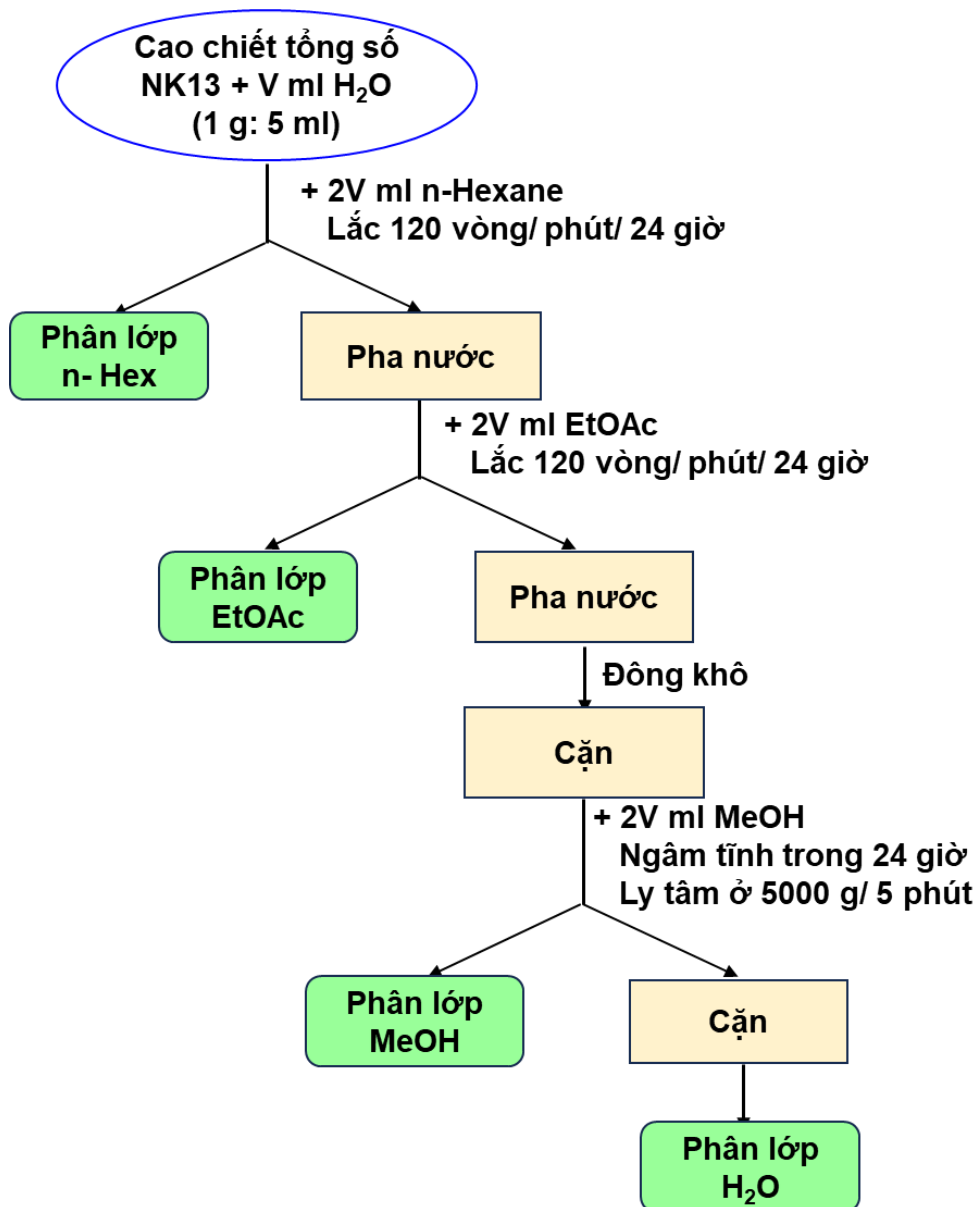 Cao chiết tổng số
NK13 + V ml H₂O
(1 g: 5 ml)
+ 2V ml n-Hexane
Lắc 120 vòng/ phút/ 24 giờ
Phân lớp
n- Hex
Pha nước
+ 2V ml EtOAc
Lắc 120 vòng/ phút/ 24 giờ
Phân lớp
EtOAc
Pha nước
Đông khô
Cặn
+ 2V ml MeOH
Ngâm tĩnh trong 24 giờ
Ly tâm ở 5000 g/ 5 phút
Phân lớp
MeOH
Cặn
Phân lớp
H₂O